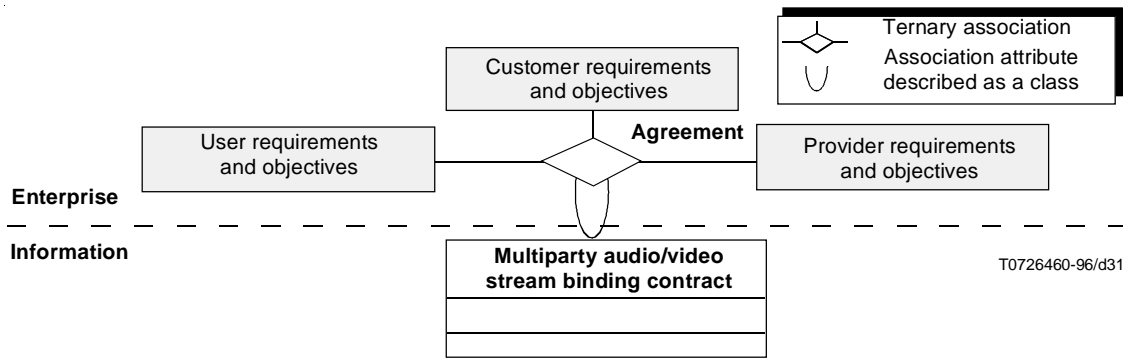 Ternary association
Association attribute
described as a class
Customer requirements
and objectives
Agreement
User requirements
and objectives
Provider requirements
and objectives
Enterprise
Information
Multiparty audio/video
stream binding contract
T0726460-96/d31